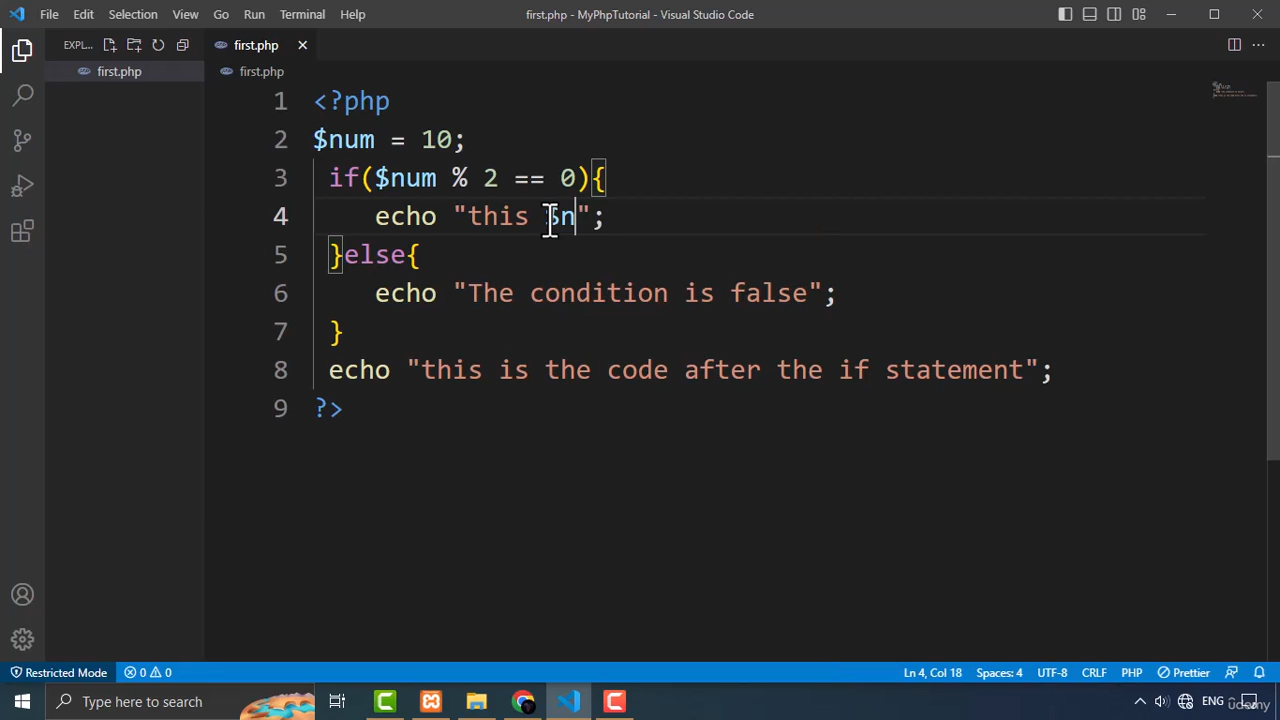 File Edit Selection View Go Run Terminal Help first.php - MyPhpTutorial - Visual Studio Code
EXPL... first.php
first.php first.php
1 <?php
2 $num = 10;
3 if($num % 2 == 0){
4 echo "this $n";
5 }else{
6 echo "The condition is false";
7 }
8 echo "this is the code after the if statement";
9 ?>
Restricted Mode 0 0 Ln 4, Col 18 Spaces: 4 UTF-8 CRLF PHP Prettier
Type here to search ENG
udemy